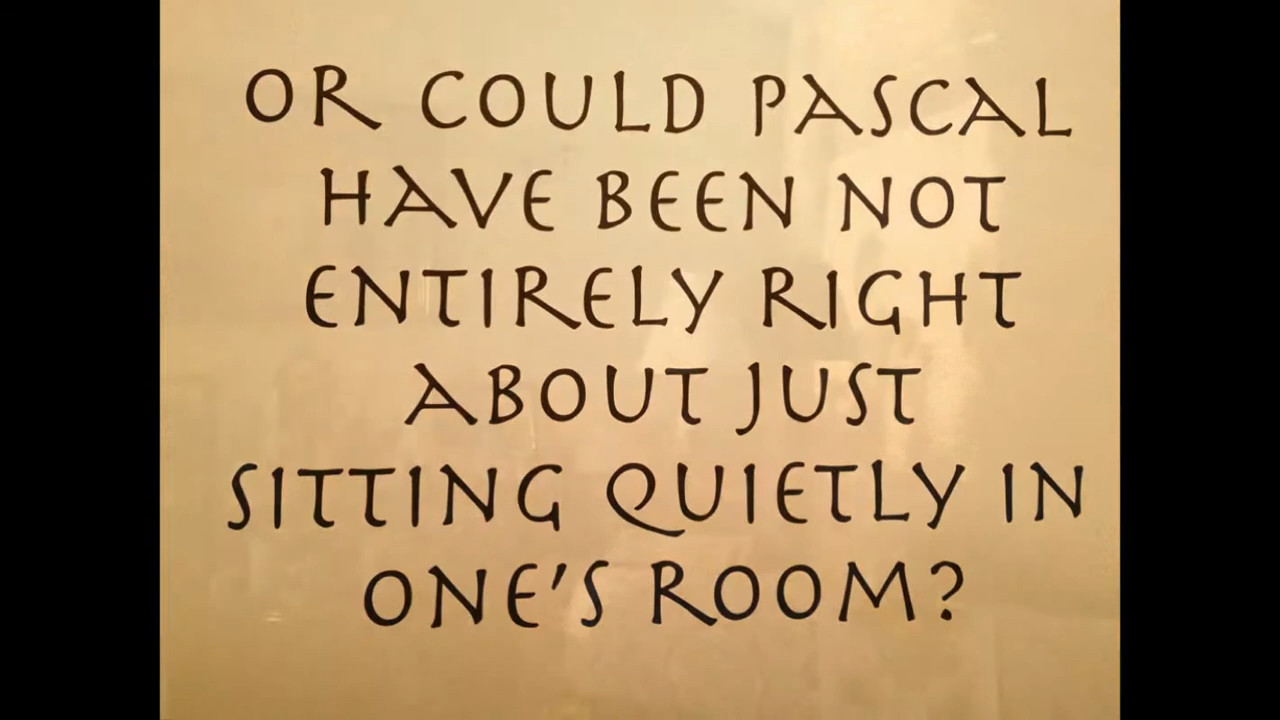 OR COULD PASCAL
HAVE BEEN NOT
ENTIRELY RIGHT
ABOUT JUST
SITTING QUIETLY IN
ONE'S ROOM?